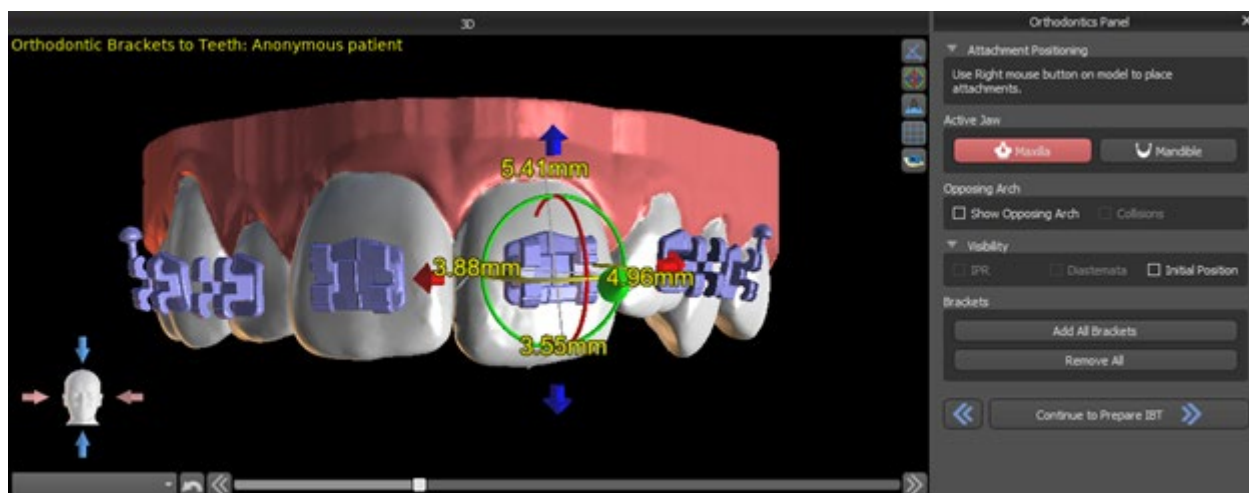 3D
Orthodontic Brackets to Teeth: Anonymous patient
5.41mm
3.88mm
4.96mm
3.55mm
Orthodontics Panel
Attachment Positioning
Use Right mouse button on model to place
attachments.
Active Jaw
Maxilla
Mandible
Opposing Arch
Show Opposing Arch
Collisions
Visibility
IPR
Diastemata
Initial Position
Brackets
Add All Brackets
Remove All
Continue to Prepare IBT